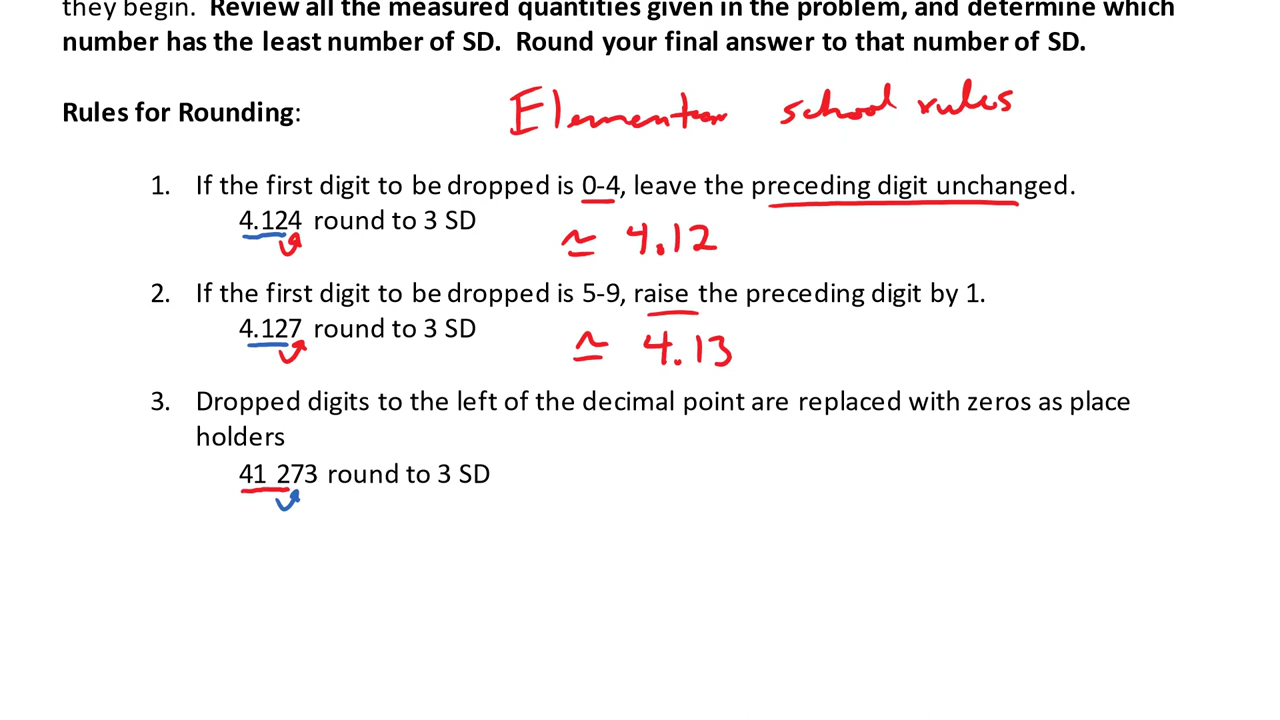 they begin. Review all the measured quantities given in the problem, and determine which
number has the least number of SD. Round your final answer to that number of SD.
Rules for Rounding: Elementary school rules
1. If the first digit to be dropped is 0-4, leave the preceding digit unchanged.
4.124 round to 3 SD ≃ 4.12
2. If the first digit to be dropped is 5-9, raise the preceding digit by 1.
4.127 round to 3 SD ≃ 4.13
3. Dropped digits to the left of the decimal point are replaced with zeros as place
holders
41 273 round to 3 SD